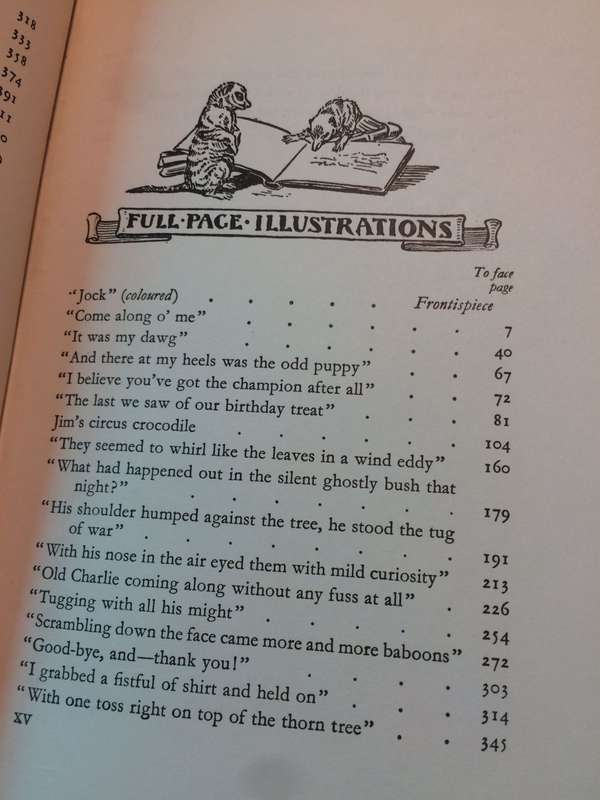 318
333
358
374
391
FULL·PAGE·ILLUSTRATIONS
To face
page
"Jock" (coloured) . . . . . Frontispiece
"Come along o' me" . . . . . . 7
"It was my dawg" . . . . . . 40
"And there at my heels was the odd puppy" . . 67
"I believe you've got the champion after all" . . 72
"The last we saw of our birthday treat" . . . 81
Jim's circus crocodile . . . . . . 104
"They seemed to whirl like the leaves in a wind eddy" 160
"What had happened out in the silent ghostly bush that
night?" . . . . . . . 179
"His shoulder humped against the tree, he stood the tug
of war" . . . . . . . 191
"With his nose in the air eyed them with mild curiosity" 213
"Old Charlie coming along without any fuss at all" . 226
"Tugging with all his might" . . . . . 254
"Scrambling down the face came more and more baboons" 272
"Good-bye, and—thank you!" . . . . 303
"I grabbed a fistful of shirt and held on" . . . 314
"With one toss right on top of the thorn tree" . . 345
xv